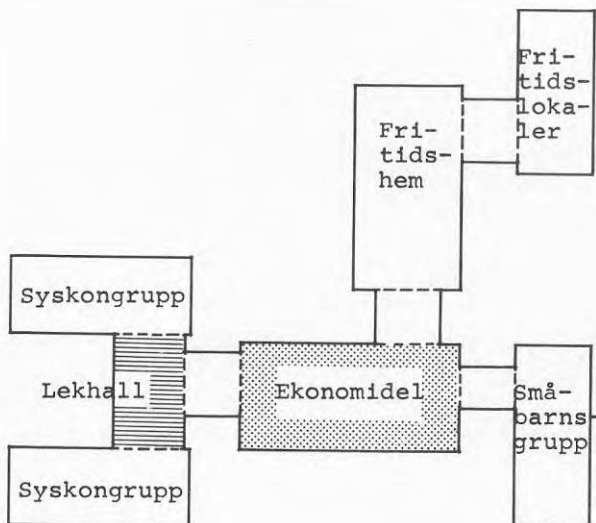 Fri-
tids-
loka-
ler
Fri-
tids-
hem
Syskongrupp
Lekhall
Ekonomidel
Små-
barns
grupp
Syskongrupp